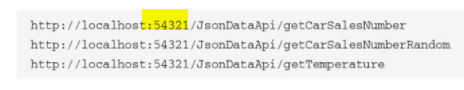 http://localhost:54321/JsonDataApi/getCarSalesNumber
http://localhost:54321/JsonDataApi/getCarSalesNumberRandom
http://localhost:54321/JsonDataApi/getTemperature